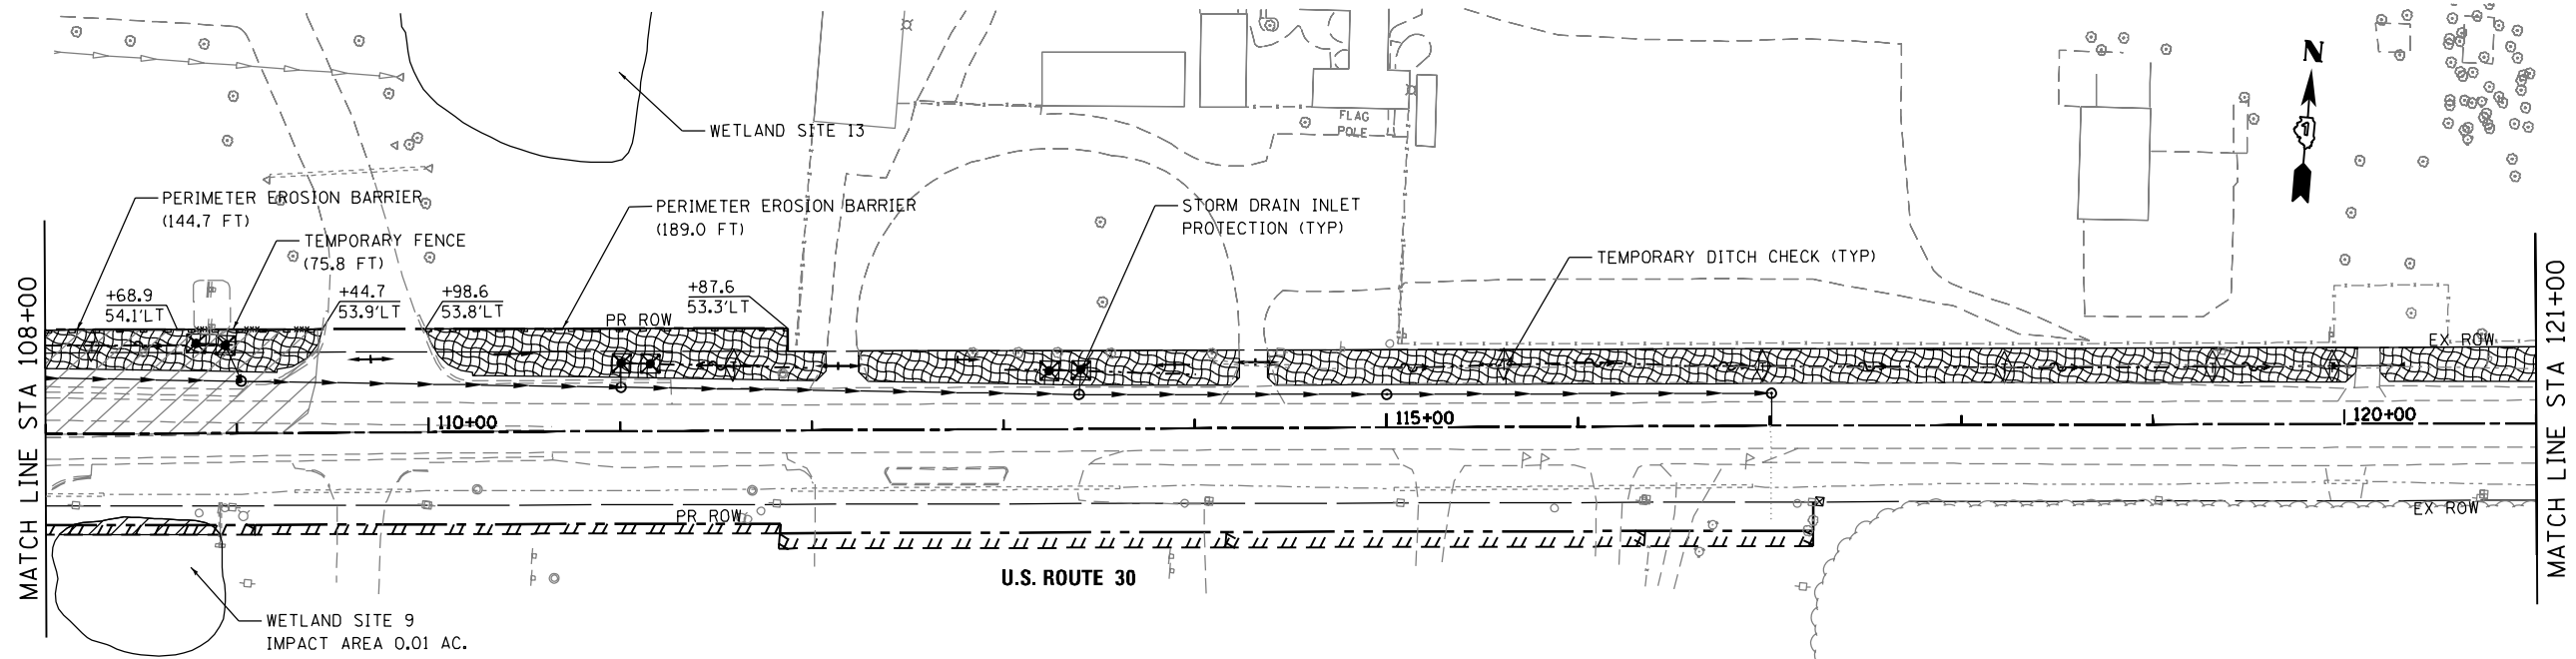 N
FLAG
POLE
WETLAND SITE 13
PERIMETER EROSION BARRIER
(144.7 FT)
PERIMETER EROSION BARRIER
(189.0 FT)
STORM DRAIN INLET
PROTECTION (TYP)
TEMPORARY FENCE
(75.8 FT)
TEMPORARY DITCH CHECK (TYP)
+68.9
54.1'LT
+44.7
53.9'LT
+98.6
53.8'LT
+87.6
53.3'LT
PR ROW
EX ROW
MATCH LINE STA 108+00
MATCH LINE STA 121+00
110+00
115+00
120+00
PR ROW
EX ROW
U.S. ROUTE 30
WETLAND SITE 9
IMPACT AREA 0.01 AC.